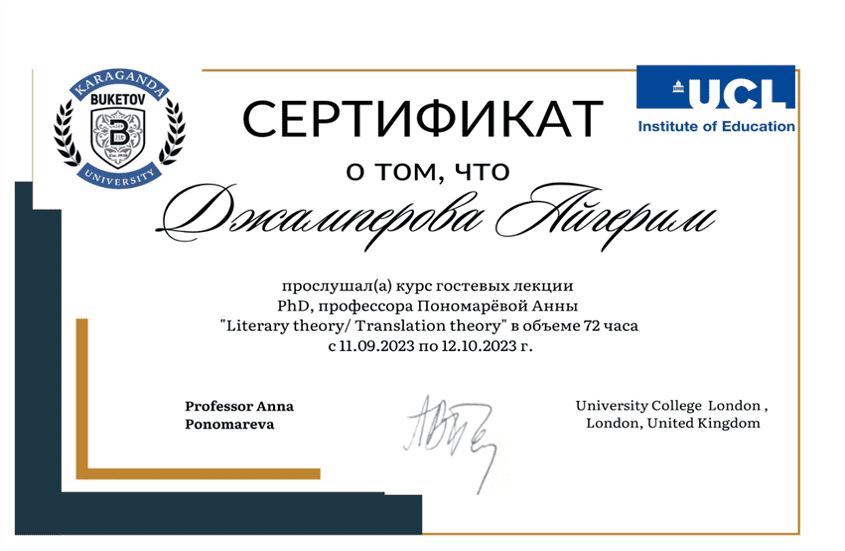 KARAGANDA
BUKETOV
B
Est. 1938
UNIVERSITY
UCL
Institute of Education
СЕРТИФИКАТ
о том, что
Джамперова Айгерим
прослушал(а) курс гостевых лекции
PhD, профессора Пономарёвой Анны
"Literary theory/ Translation theory" в объеме 72 часа
с 11.09.2023 по 12.10.2023 г.
Professor Anna
Ponomareva
University College London ,
London, United Kingdom